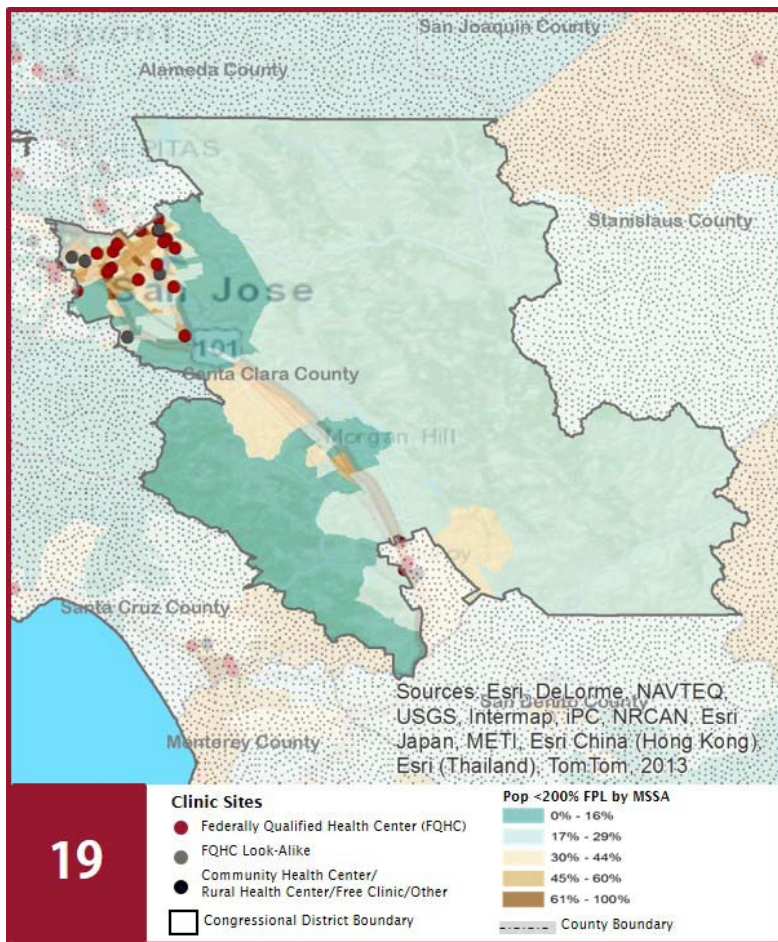 San Joaquin County
Alameda County
PITAS
Stanislaus County
San Jose
101
Santa Clara County
Morgan Hill
Santa Cruz County
San Benito County
Monterey County
Sources: Esri, DeLorme, NAVTEQ,
USGS, Intermap, iPC, NRCAN, Esri
Japan, METI, Esri China (Hong Kong),
Esri (Thailand), TomTom, 2013
19
Clinic Sites
Federally Qualified Health Center (FQHC)
FQHC Look-Alike
Community Health Center/
Rural Health Center/Free Clinic/Other
Congressional District Boundary
Pop <200% FPL by MSSA
0% - 16%
17% - 29%
30% - 44%
45% - 60%
61% - 100%
County Boundary